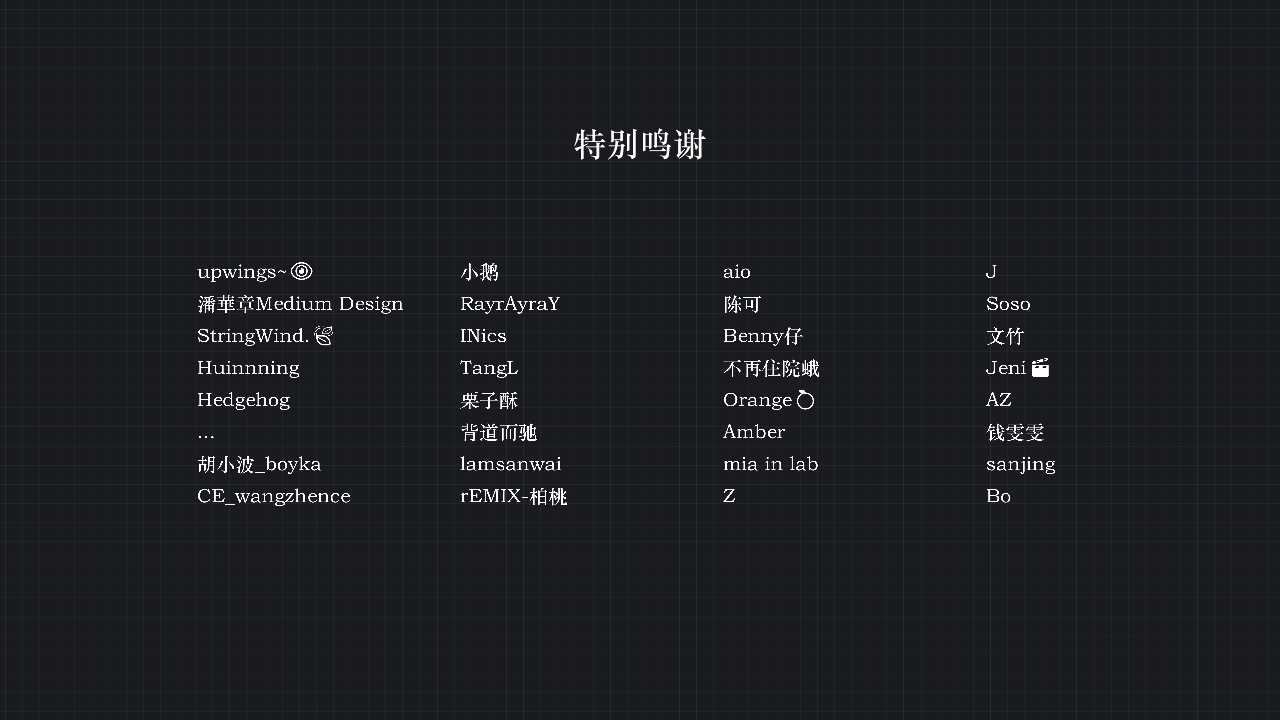 特别鸣谢
upwings~🍥
潘華章Medium Design
StringWind.🍃
Huinnning
Hedgehog
...
胡小波_boyka
CE_wangzhence
小鹅
RayrAyraY
INics
TangL
栗子酥
背道而驰
lamsanwai
rEMIX-柏桃
aio
陈可
Benny仔
不再住院蛾
Orange🍊
Amber
mia in lab
Z
J
Soso
文竹
Jeni🎬
AZ
钱雯雯
sanjing
Bo